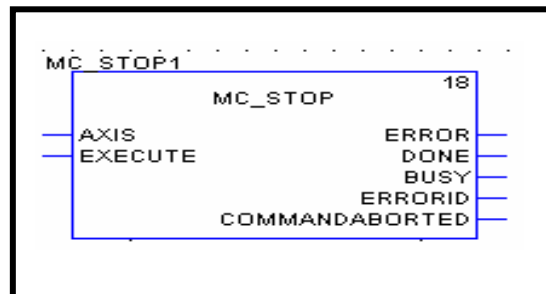 MC_STOP1
18
MC_STOP
AXIS ERROR
EXECUTE DONE
BUSY
ERRORID
COMMANDABORTED